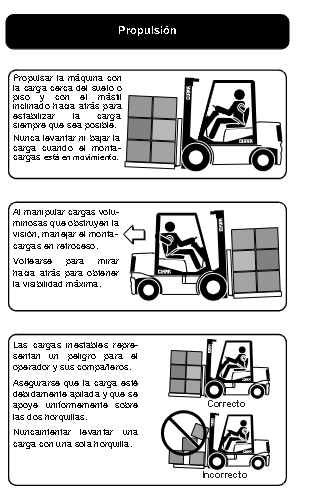 Propulsión
Propulsar la máquina con
la carga cerca del suelo o
piso y con el mástil
inclinado hacia atrás para
estabilizar la carga
siempre que sea posible.
Nunca levantar ni bajar la
carga cuando el monta-
cargas esté en movimiento.
CLARK
Al manipular cargas volu-
minosas que obstruyen la
visión, manejar el monta-
cargas en retroceso.
Voltearse para mirar
hacia atrás para obtener
la visibilidad máxima.
CLARK
Las cargas inestables repre-
sentan un peligro para el
operador y sus compañeros.
Asegurarse que la carga esté
debidamente apilada y que se
apoye uniformemente sobre
las dos horquillas.
Nunca intentar levantar una
carga con una sola horquilla.
CLARK
Correcto
CLARK
Incorrecto